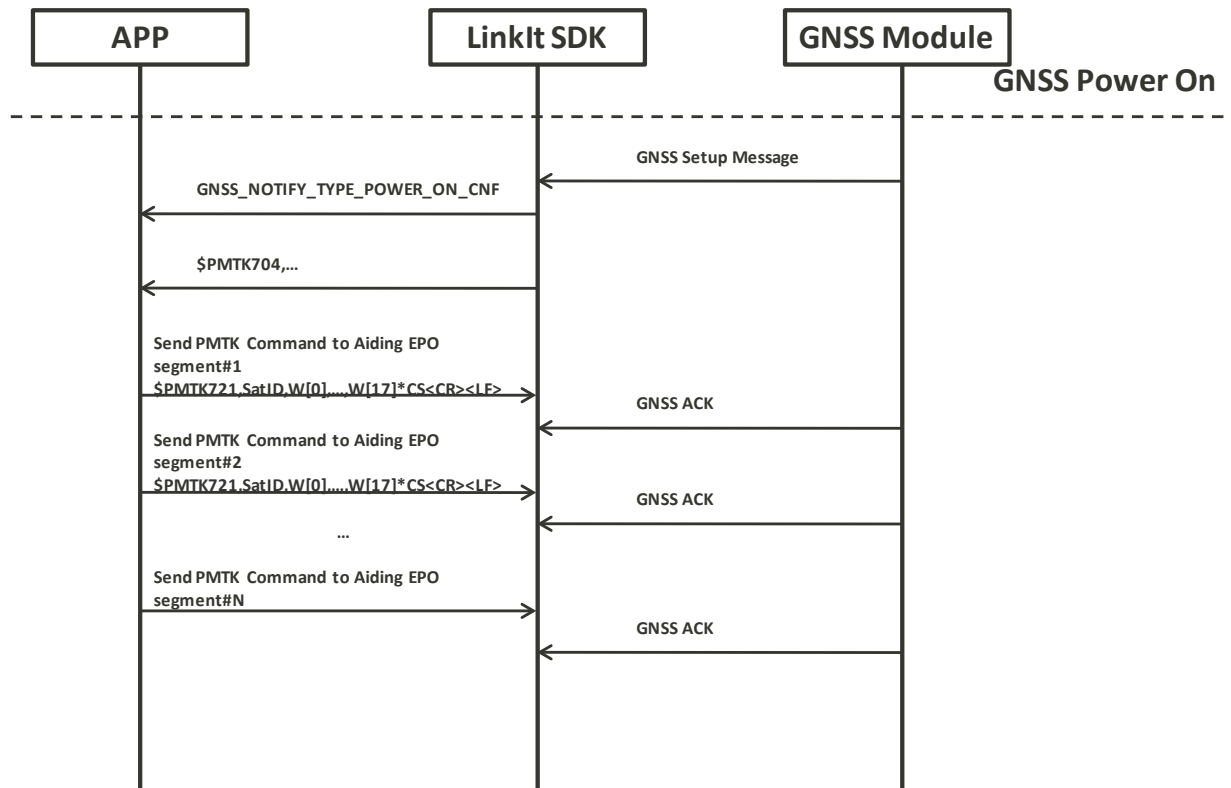 APP
LinkIt SDK
GNSS Module
GNSS Power On
GNSS Setup Message
GNSS_NOTIFY_TYPE_POWER_ON_CNF
$PMTK704,…
Send PMTK Command to Aiding EPO
segment#1
$PMTK721,SatID,W[0],…,W[17]*CS<CR><LF>
GNSS ACK
Send PMTK Command to Aiding EPO
segment#2
$PMTK721,SatID,W[0],…,W[17]*CS<CR><LF>
GNSS ACK
…
Send PMTK Command to Aiding EPO
segment#N
GNSS ACK